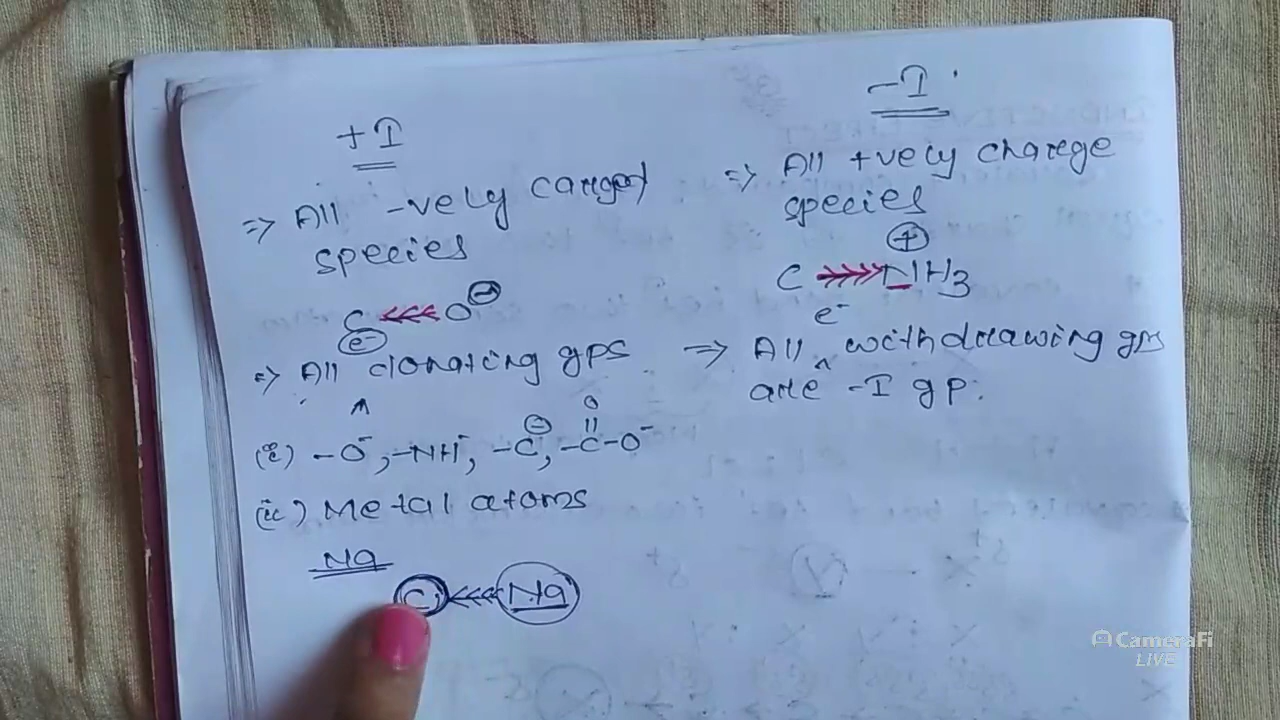 +I
⇒ All -vely carged
species
C ⋘ O⊖
e⁻
⇒ All donating gps
(i) -O⁻, -NH⁻, -C⊖, -C(=O)-O⁻
(ii) Metal atoms
Na
C ⋘ Na
-I
⇒ All +vely charge
species
⊕
C ⋙ NH3
e⁻
⇒ All withdrawing gps
are -I gp.
CameraFi
LIVE